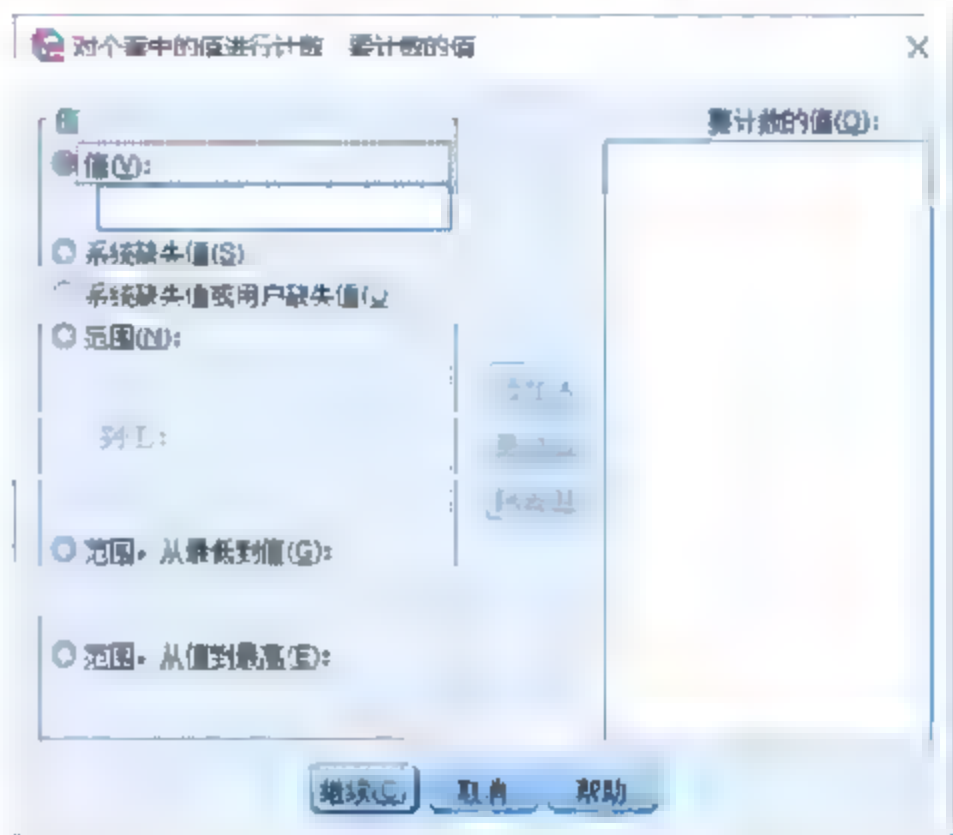 对个案中的值进行计数 要计数的值
值
值(V):
系统缺失值(S)
系统缺失值或用户缺失值(U
范围(N):
到
范围，从最低到值(G):
范围，从值到最高(E):
要计数的值(O):
继续(C)
取消
帮助